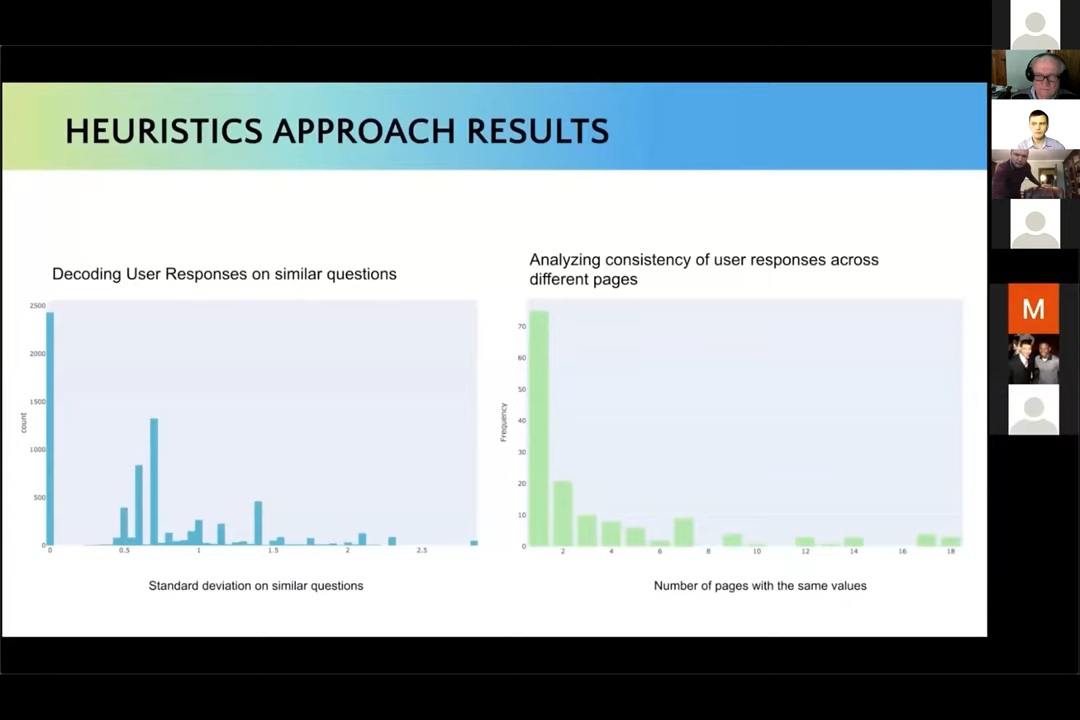 HEURISTICS APPROACH RESULTS
Decoding User Responses on similar questions
2500
2000
1500
1000
500
0
count
0 0.5 1 1.5 2 2.5
Standard deviation on similar questions
Analyzing consistency of user responses across
different pages
70
60
50
40
30
20
10
0
Frequency
2 4 6 8 10 12 14 16 18
Number of pages with the same values
M